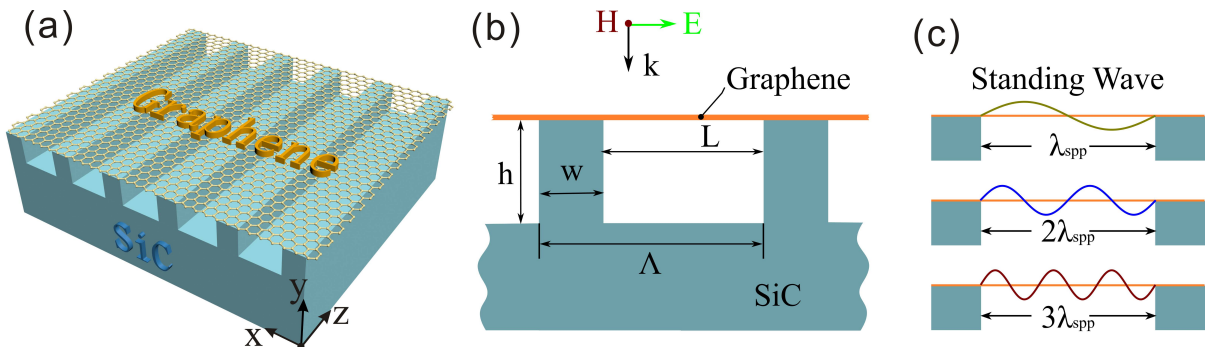 (a)
Graphene
SiC
y
z
x
(b)
H
E
k
Graphene
L
h
w
Λ
SiC
(c)
Standing Wave
λspp
2λspp
3λspp